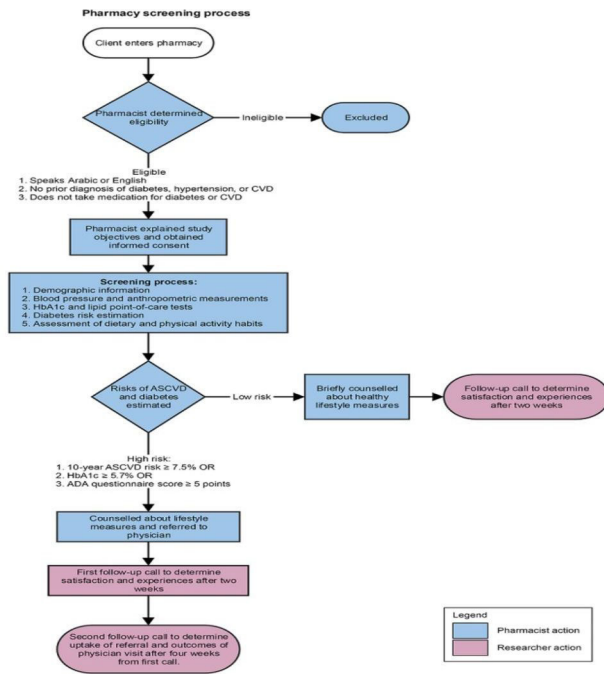 Pharmacy screening process
Client enters pharmacy
Pharmacist determined
eligibility
Ineligible
Excluded
Eligible
1. Speaks Arabic or English
2. No prior diagnosis of diabetes, hypertension, or CVD
3. Does not take medication for diabetes or CVD
Pharmacist explained study
objectives and obtained
informed consent
Screening process:
1. Demographic information
2. Blood pressure and anthropometric measurements
3. HbA1c and lipid point-of-care tests
4. Diabetes risk estimation
5. Assessment of dietary and physical activity habits
Risks of ASCVD
and diabetes
estimated
Low risk
Briefly counselled
about healthy
lifestyle measures
Follow-up call to determine
satisfaction and experiences
after two weeks
High risk:
1. 10-year ASCVD risk ≥ 7.5% OR
2. HbA1c ≥ 5.7% OR
3. ADA questionnaire score ≥ 5 points
Counselled about lifestyle
measures and referred to
physician
First follow-up call to determine
satisfaction and experiences after two
weeks
Second follow-up call to determine
uptake of referral and outcomes of
physician visit after four weeks
from first call.
Legend
Pharmacist action
Researcher action